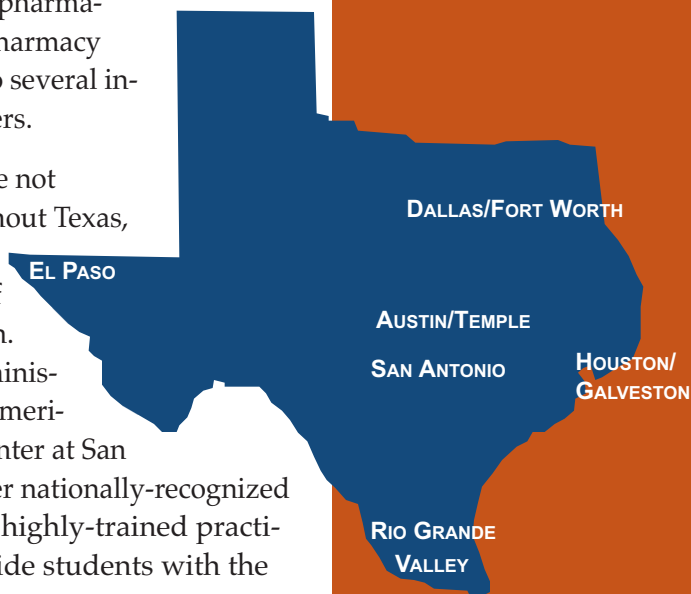 pharma-
harmacy
several in-
ers.
e not
hout Texas,
n.
inis-
meri-
nter at San
er nationally-recognized
highly-trained practi-
ide students with the
DALLAS/FORT WORTH
EL PASO
AUSTIN/TEMPLE
SAN ANTONIO
HOUSTON/
GALVESTON
RIO GRANDE
VALLEY